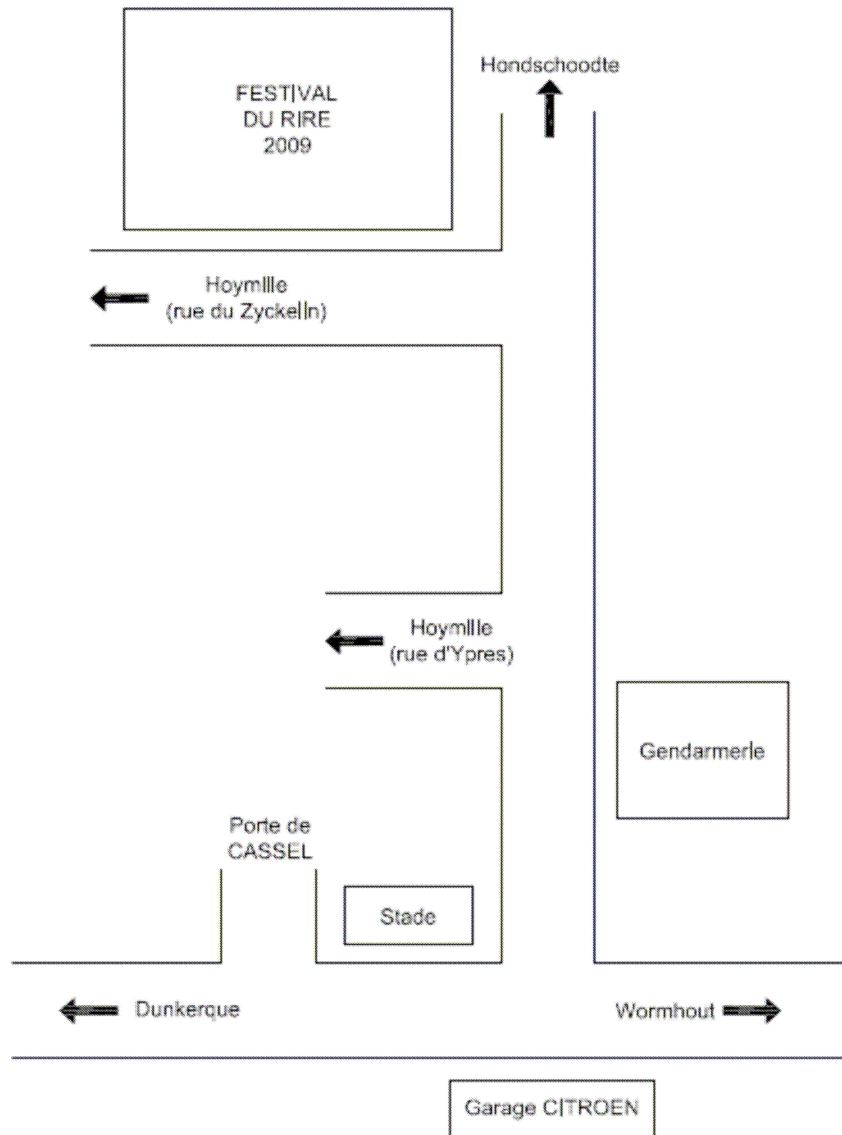 FESTIVAL
DU RIRE
2009
Hondschoodte
Hoymille
(rue du Zyckelin)
Hoymille
(rue d'Ypres)
Gendarmerie
Porte de
CASSEL
Stade
Dunkerque
Wormhout
Garage CITROEN